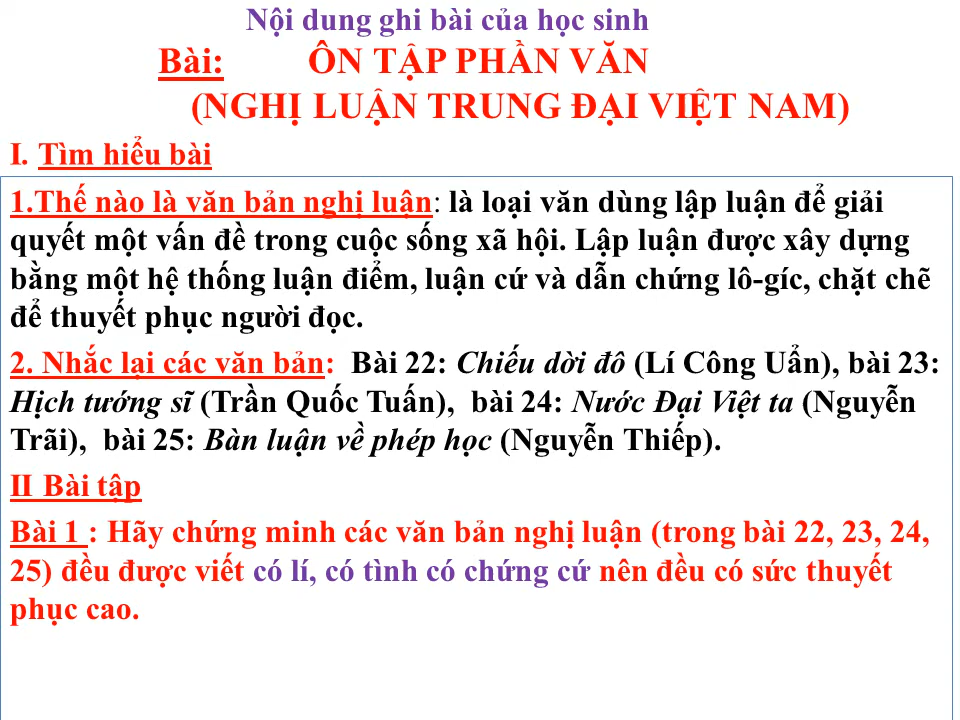 Nội dung ghi bài của học sinh
Bài: ÔN TẬP PHẦN VĂN
(NGHỊ LUẬN TRUNG ĐẠI VIỆT NAM)
I. Tìm hiểu bài
1.Thế nào là văn bản nghị luận: là loại văn dùng lập luận để giải
quyết một vấn đề trong cuộc sống xã hội. Lập luận được xây dựng
bằng một hệ thống luận điểm, luận cứ và dẫn chứng lô-gíc, chặt chẽ
để thuyết phục người đọc.
2. Nhắc lại các văn bản: Bài 22: Chiếu dời đô (Lí Công Uẩn), bài 23:
Hịch tướng sĩ (Trần Quốc Tuấn), bài 24: Nước Đại Việt ta (Nguyễn
Trãi), bài 25: Bàn luận về phép học (Nguyễn Thiếp).
II Bài tập
Bài 1 : Hãy chứng minh các văn bản nghị luận (trong bài 22, 23, 24,
25) đều được viết có lí, có tình có chứng cứ nên đều có sức thuyết
phục cao.